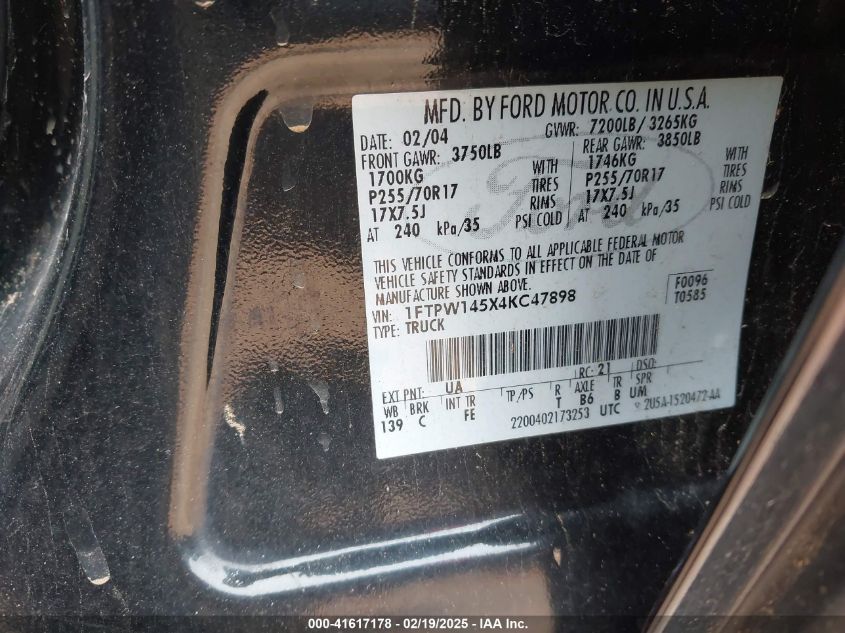 MFD. BY FORD MOTOR CO. IN U.S.A.
DATE: 02/04 GVWR: 7200LB/ 3265KG
FRONT GAWR: 3750LB REAR GAWR: 3850LB
1700KG WITH 1746KG WITH
P255/70R17 TIRES P255/70R17 TIRES
17X7.5J RIMS 17X7.5J RIMS
AT 240 kPa/35 PSI COLD AT 240 kPa/35 PSI COLD
THIS VEHICLE CONFORMS TO ALL APPLICABLE FEDERAL MOTOR
VEHICLE SAFETY STANDARDS IN EFFECT ON THE DATE OF
MANUFACTURE SHOWN ABOVE.
F0096
T0585
VIN: 1FTPW145X4KC47898
TYPE: TRUCK
EXT PNT: UA RC: 21 DSO:
WB BRK INT TR TP/PS R AXLE TR SPR
139 C FE T B6 B UM
2200402173253 UTC 2U5A-1520472-AA
Ford
000-41617178 - 02/19/2025 - IAA Inc.